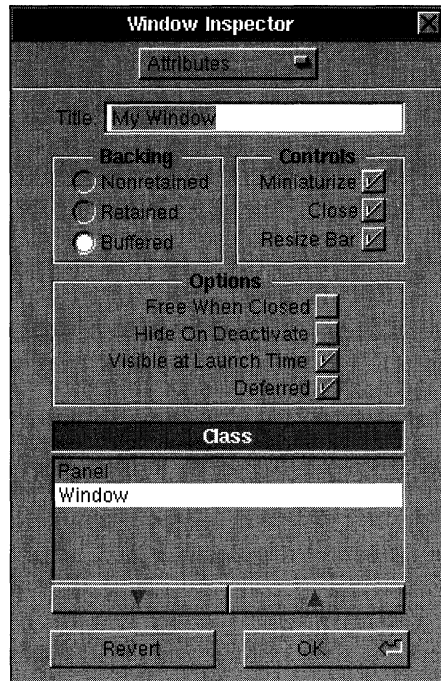 Window Inspector
Attributes
Title: My Window
Backing
Nonretained
Retained
Buffered
Controls
Miniaturize
Close
Resize Bar
Options
Free When Closed
Hide On Deactivate
Visible at Launch Time
Deferred
Class
Panel
Window
Revert
OK